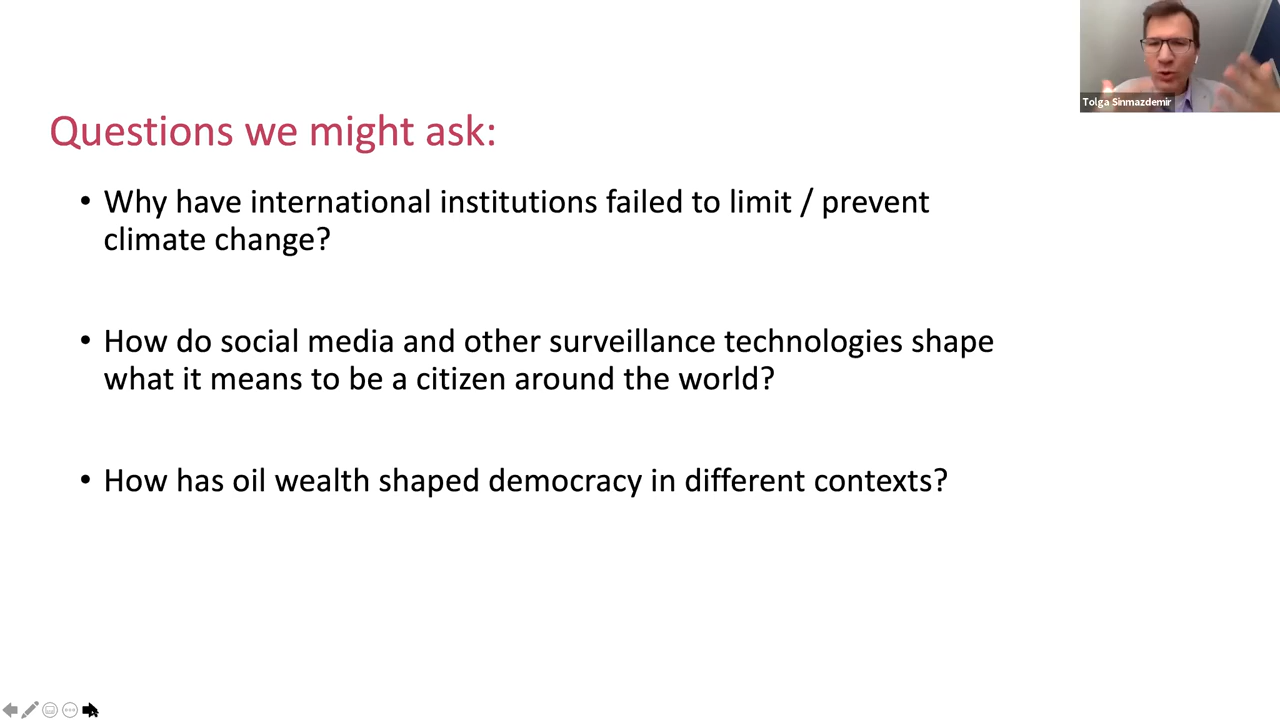 Tolga Sinmazdemir
Questions we might ask:
• Why have international institutions failed to limit / prevent
climate change?
• How do social media and other surveillance technologies shape
what it means to be a citizen around the world?
• How has oil wealth shaped democracy in different contexts?